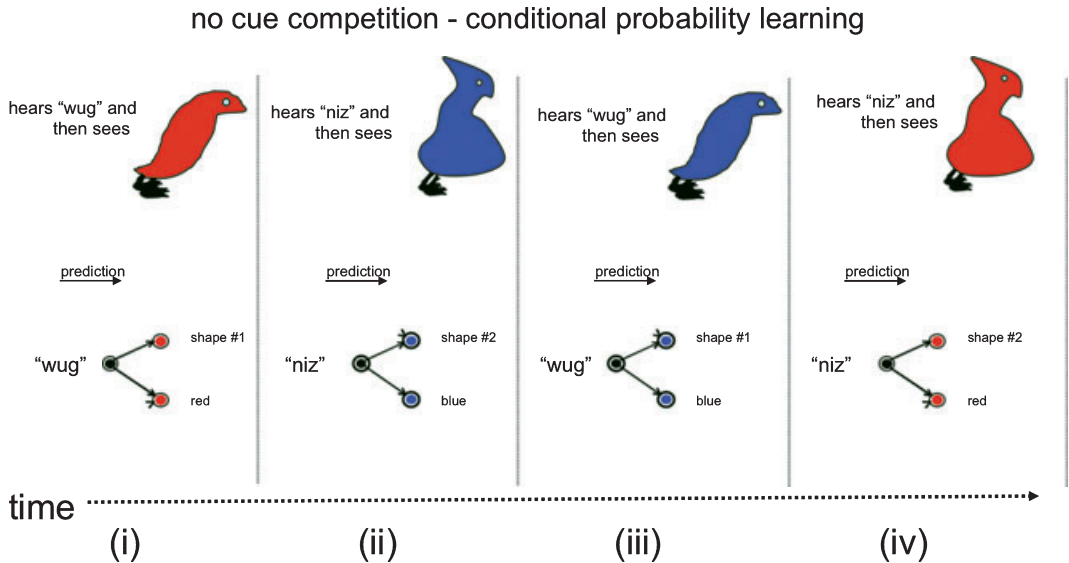 no cue competition - conditional probability learning
hears “wug” and
then sees
hears “niz” and
then sees
hears “wug” and
then sees
hears “niz” and
then sees
prediction
prediction
prediction
prediction
“wug”
shape #1
red
“niz”
shape #2
blue
“wug”
shape #1
blue
“niz”
shape #2
red
time
(i)
(ii)
(iii)
(iv)